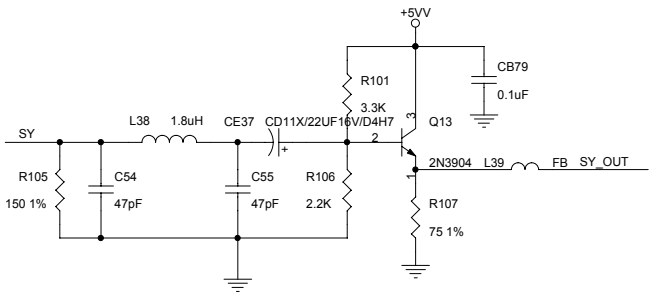 +5VV
CB79
0.1uF
R101
3.3K
L38 1.8uH CE37 CD11X/22UF16V/D4H7 3 Q13
SY
2
+
2N3904 L39 FB SY_OUT
1
R105 C54 C55 R106
150 1% 47pF 47pF 2.2K
R107
75 1%